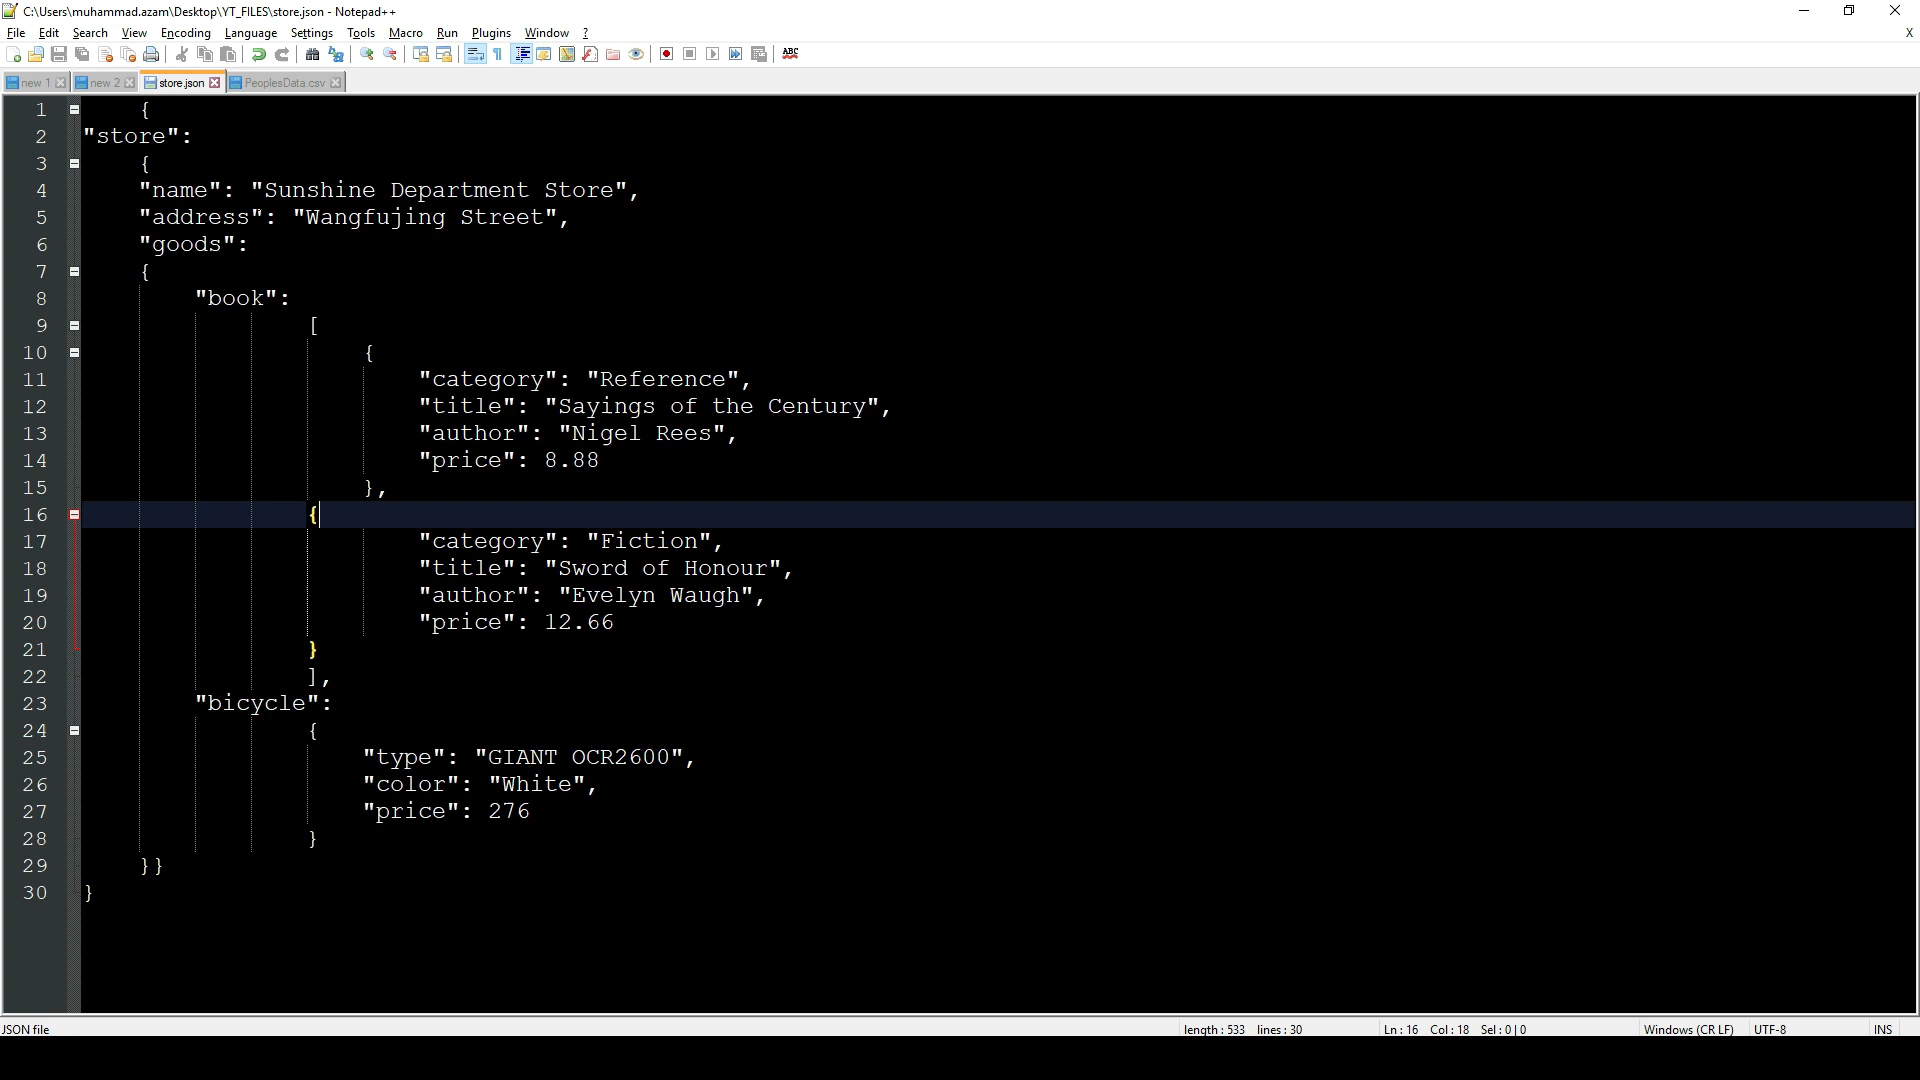 C:\Users\muhammad.azam\Desktop\YT_FILES\store.json - Notepad++
File Edit Search View Encoding Language Settings Tools Macro Run Plugins Window ?
X
ABC
new 1 new 2 store.json PeoplesData.csv
1 {
2 "store":
3 {
4 "name": "Sunshine Department Store",
5 "address": "Wangfujing Street",
6 "goods":
7 {
8 "book":
9 [
10 {
11 "category": "Reference",
12 "title": "Sayings of the Century",
13 "author": "Nigel Rees",
14 "price": 8.88
15 },
16 {
17 "category": "Fiction",
18 "title": "Sword of Honour",
19 "author": "Evelyn Waugh",
20 "price": 12.66
21 }
22 ],
23 "bicycle":
24 {
25 "type": "GIANT OCR2600",
26 "color": "White",
27 "price": 276
28 }
29 }}
30 }
JSON file length : 533 lines : 30 Ln : 16 Col : 18 Sel : 0 | 0 Windows (CR LF) UTF-8 INS